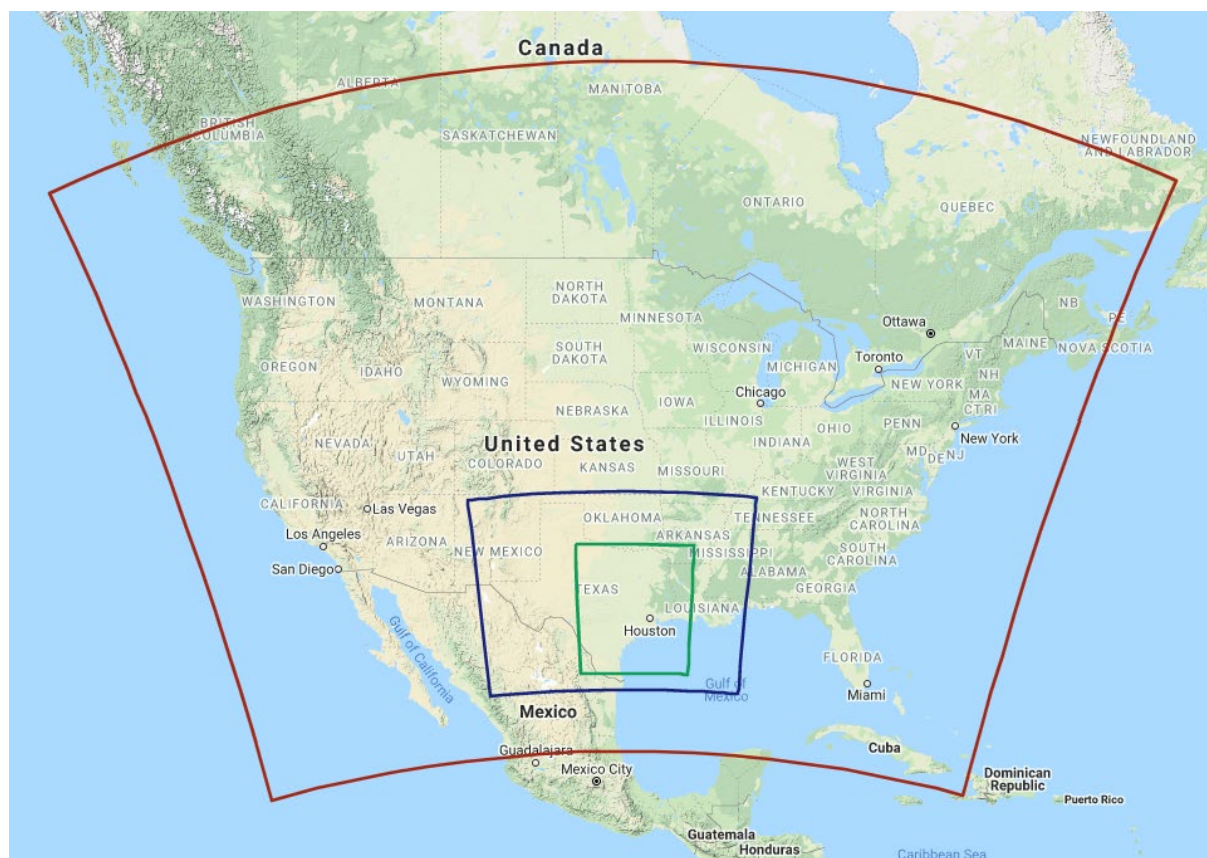 Canada
ALBERTA
MANITOBA
BRITISH
COLUMBIA
SASKATCHEWAN
NEWFOUNDLAND
AND LABRADOR
ONTARIO
QUEBEC
WASHINGTON
MONTANA
NORTH
DAKOTA
MINNESOTA
NB
PE
Ottawa
OREGON
IDAHO
SOUTH
DAKOTA
WISCONSIN
MICHIGAN
Toronto
VT
MAINE
NOVA SCOTIA
WYOMING
NH
NEW YORK
MA
CT RI
Chicago
IOWA
NEBRASKA
ILLINOIS
INDIANA
OHIO
PENN
New York
NEVADA
UTAH
United States
COLORADO
KANSAS
MISSOURI
MD
DE
NJ
WEST
VIRGINIA
KENTUCKY
VIRGINIA
CALIFORNIA
Las Vegas
OKLAHOMA
TENNESSEE
NORTH
CAROLINA
Los Angeles
ARIZONA
NEW MEXICO
ARKANSAS
MISSISSIPPI
SOUTH
CAROLINA
San Diego
ALABAMA
GEORGIA
TEXAS
LOUISIANA
Houston
Gulf of California
FLORIDA
Gulf of
Mexico
Miami
Mexico
Guadalajara
Cuba
Mexico City
Dominican
Republic
Puerto Rico
Guatemala
Honduras
Caribbean Sea